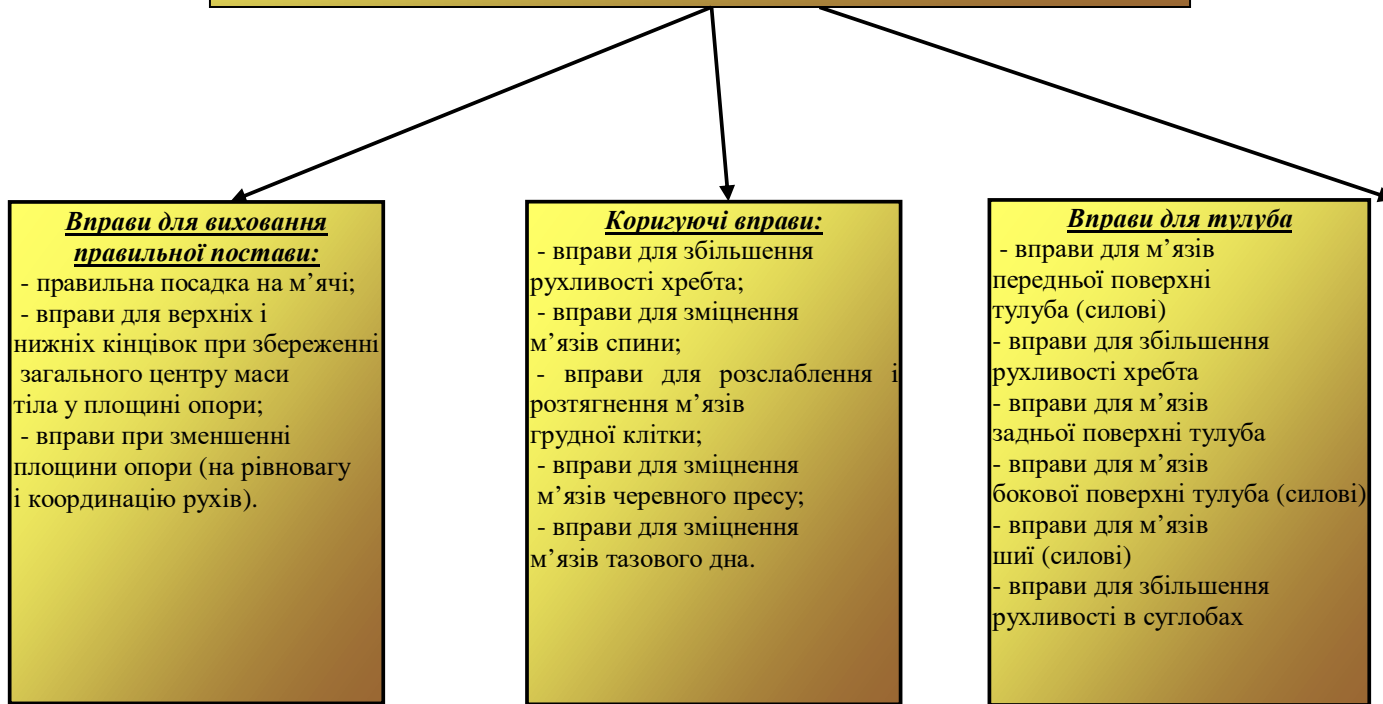 Вправи для виховання
правильної постави:
- правильна посадка на м’ячі;
- вправи для верхніх і
нижніх кінцівок при збереженні
загального центру маси
тіла у площині опори;
- вправи при зменшенні
площини опори (на рівновагу
і координацію рухів).
Коригуючі вправи:
- вправи для збільшення
рухливості хребта;
- вправи для зміцнення
м’язів спини;
- вправи для розслаблення і
розтягнення м’язів
грудної клітки;
- вправи для зміцнення
м’язів черевного пресу;
- вправи для зміцнення
м’язів тазового дна.
Вправи для тулуба
- вправи для м’язів
передньої поверхні
тулуба (силові)
- вправи для збільшення
рухливості хребта
- вправи для м’язів
задньої поверхні тулуба
- вправи для м’язів
бокової поверхні тулуба (силові)
- вправи для м’язів
шиї (силові)
- вправи для збільшення
рухливості в суглобах